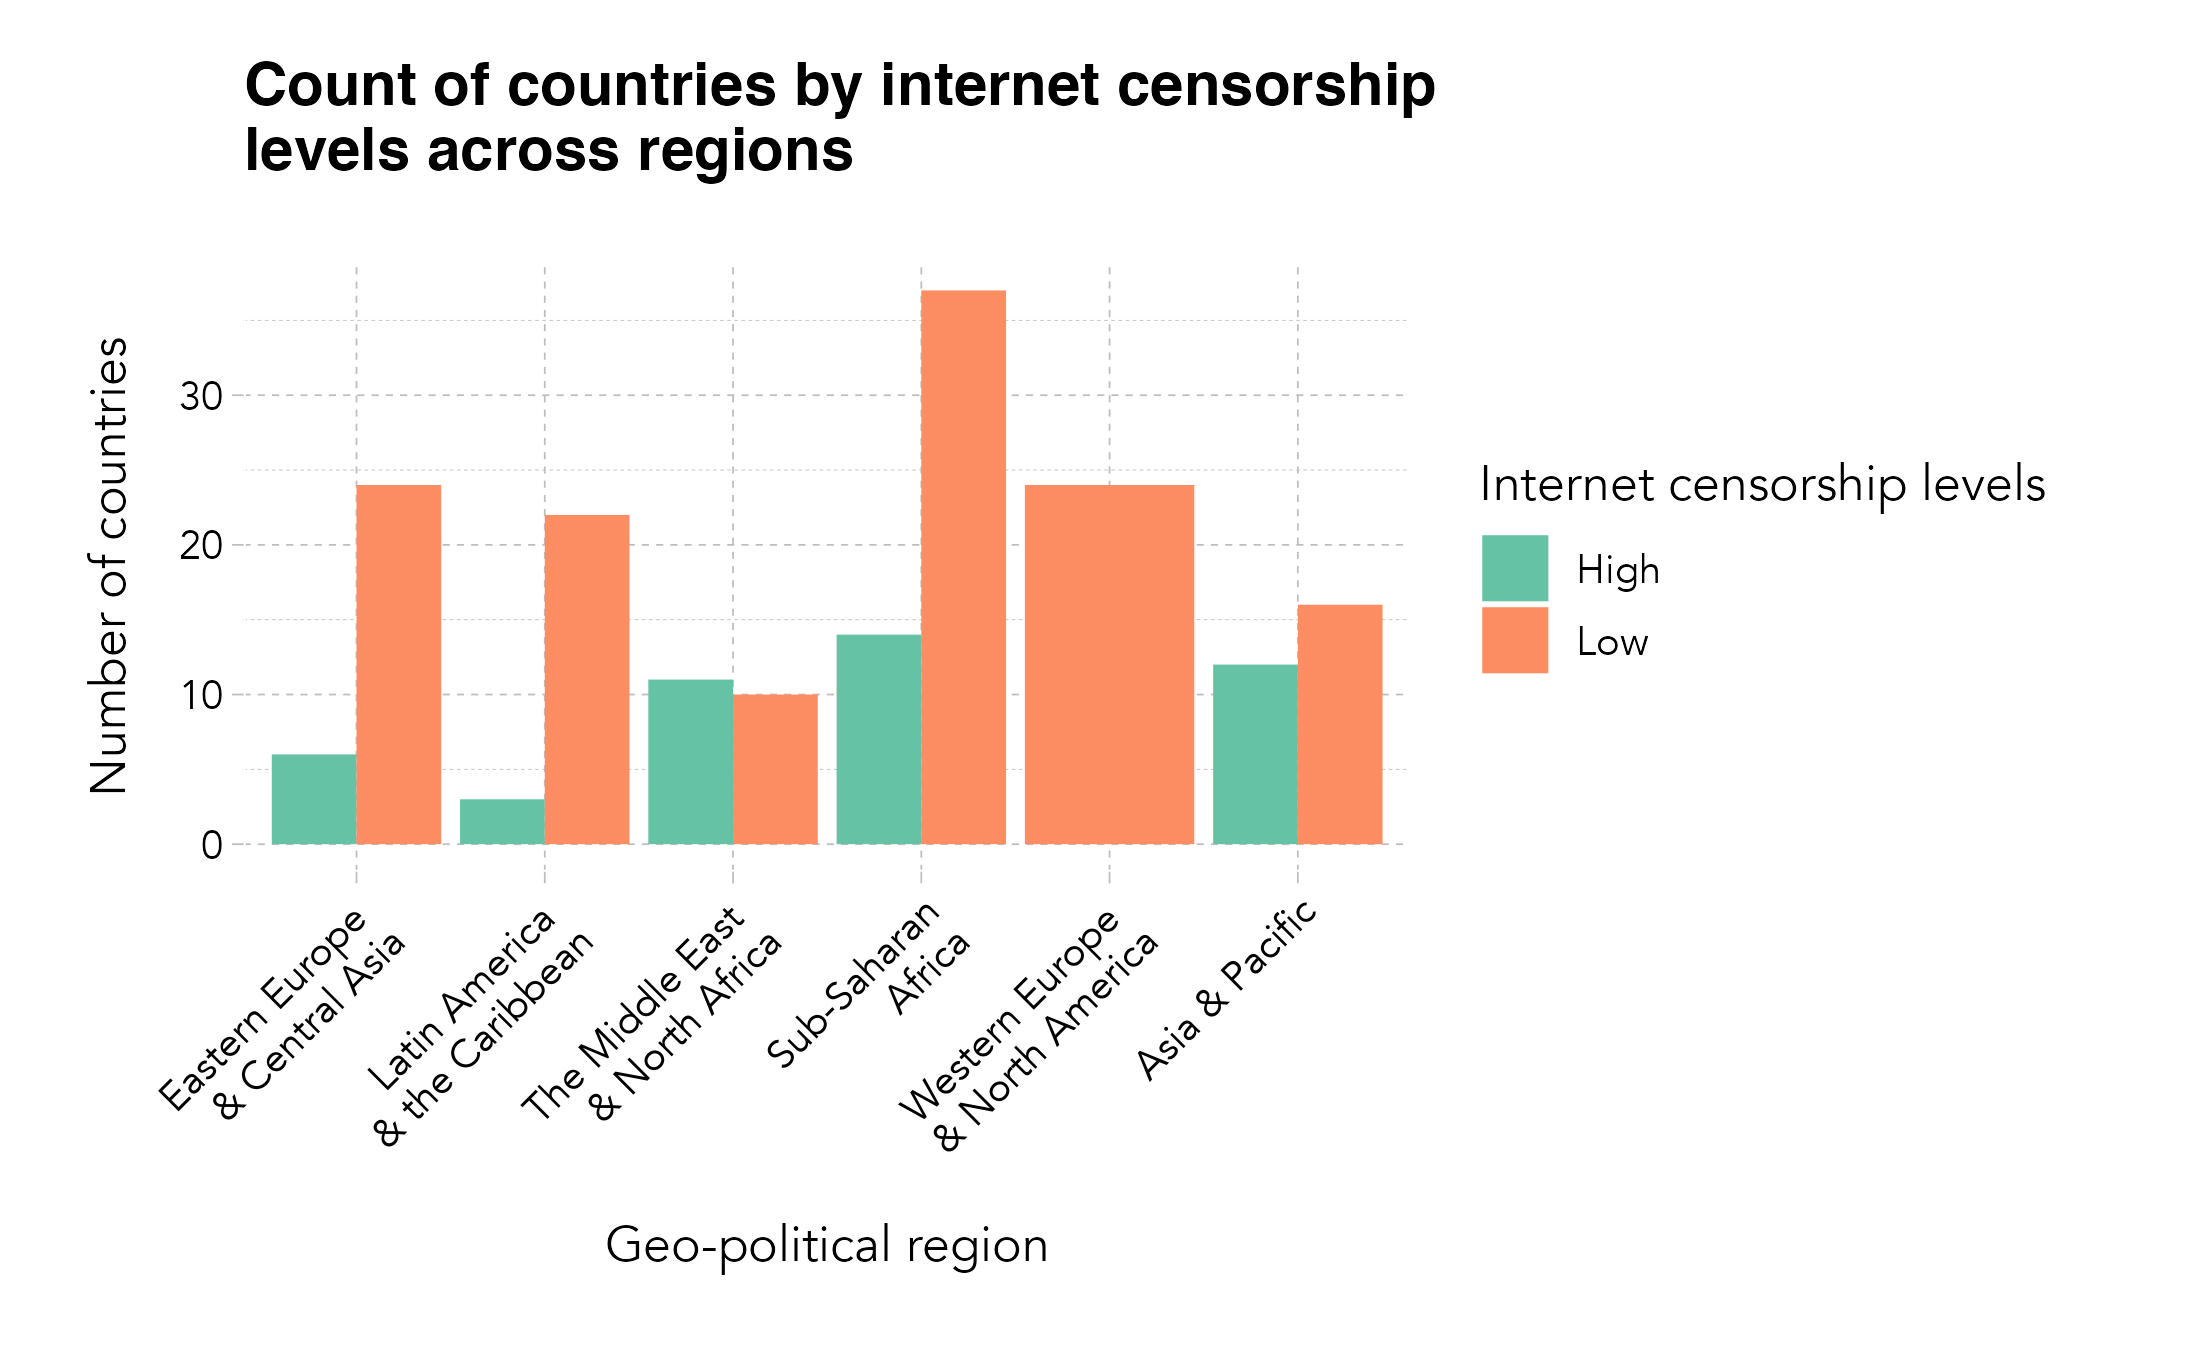 Count of countries by internet censorship
levels across regions
Number of countries
30
20
10
0
Eastern Europe
& Central Asia
Latin America
& the Caribbean
The Middle East
& North Africa
Sub-Saharan
Africa
Western Europe
& North America
Asia & Pacific
Geo-political region
Internet censorship levels
High
Low